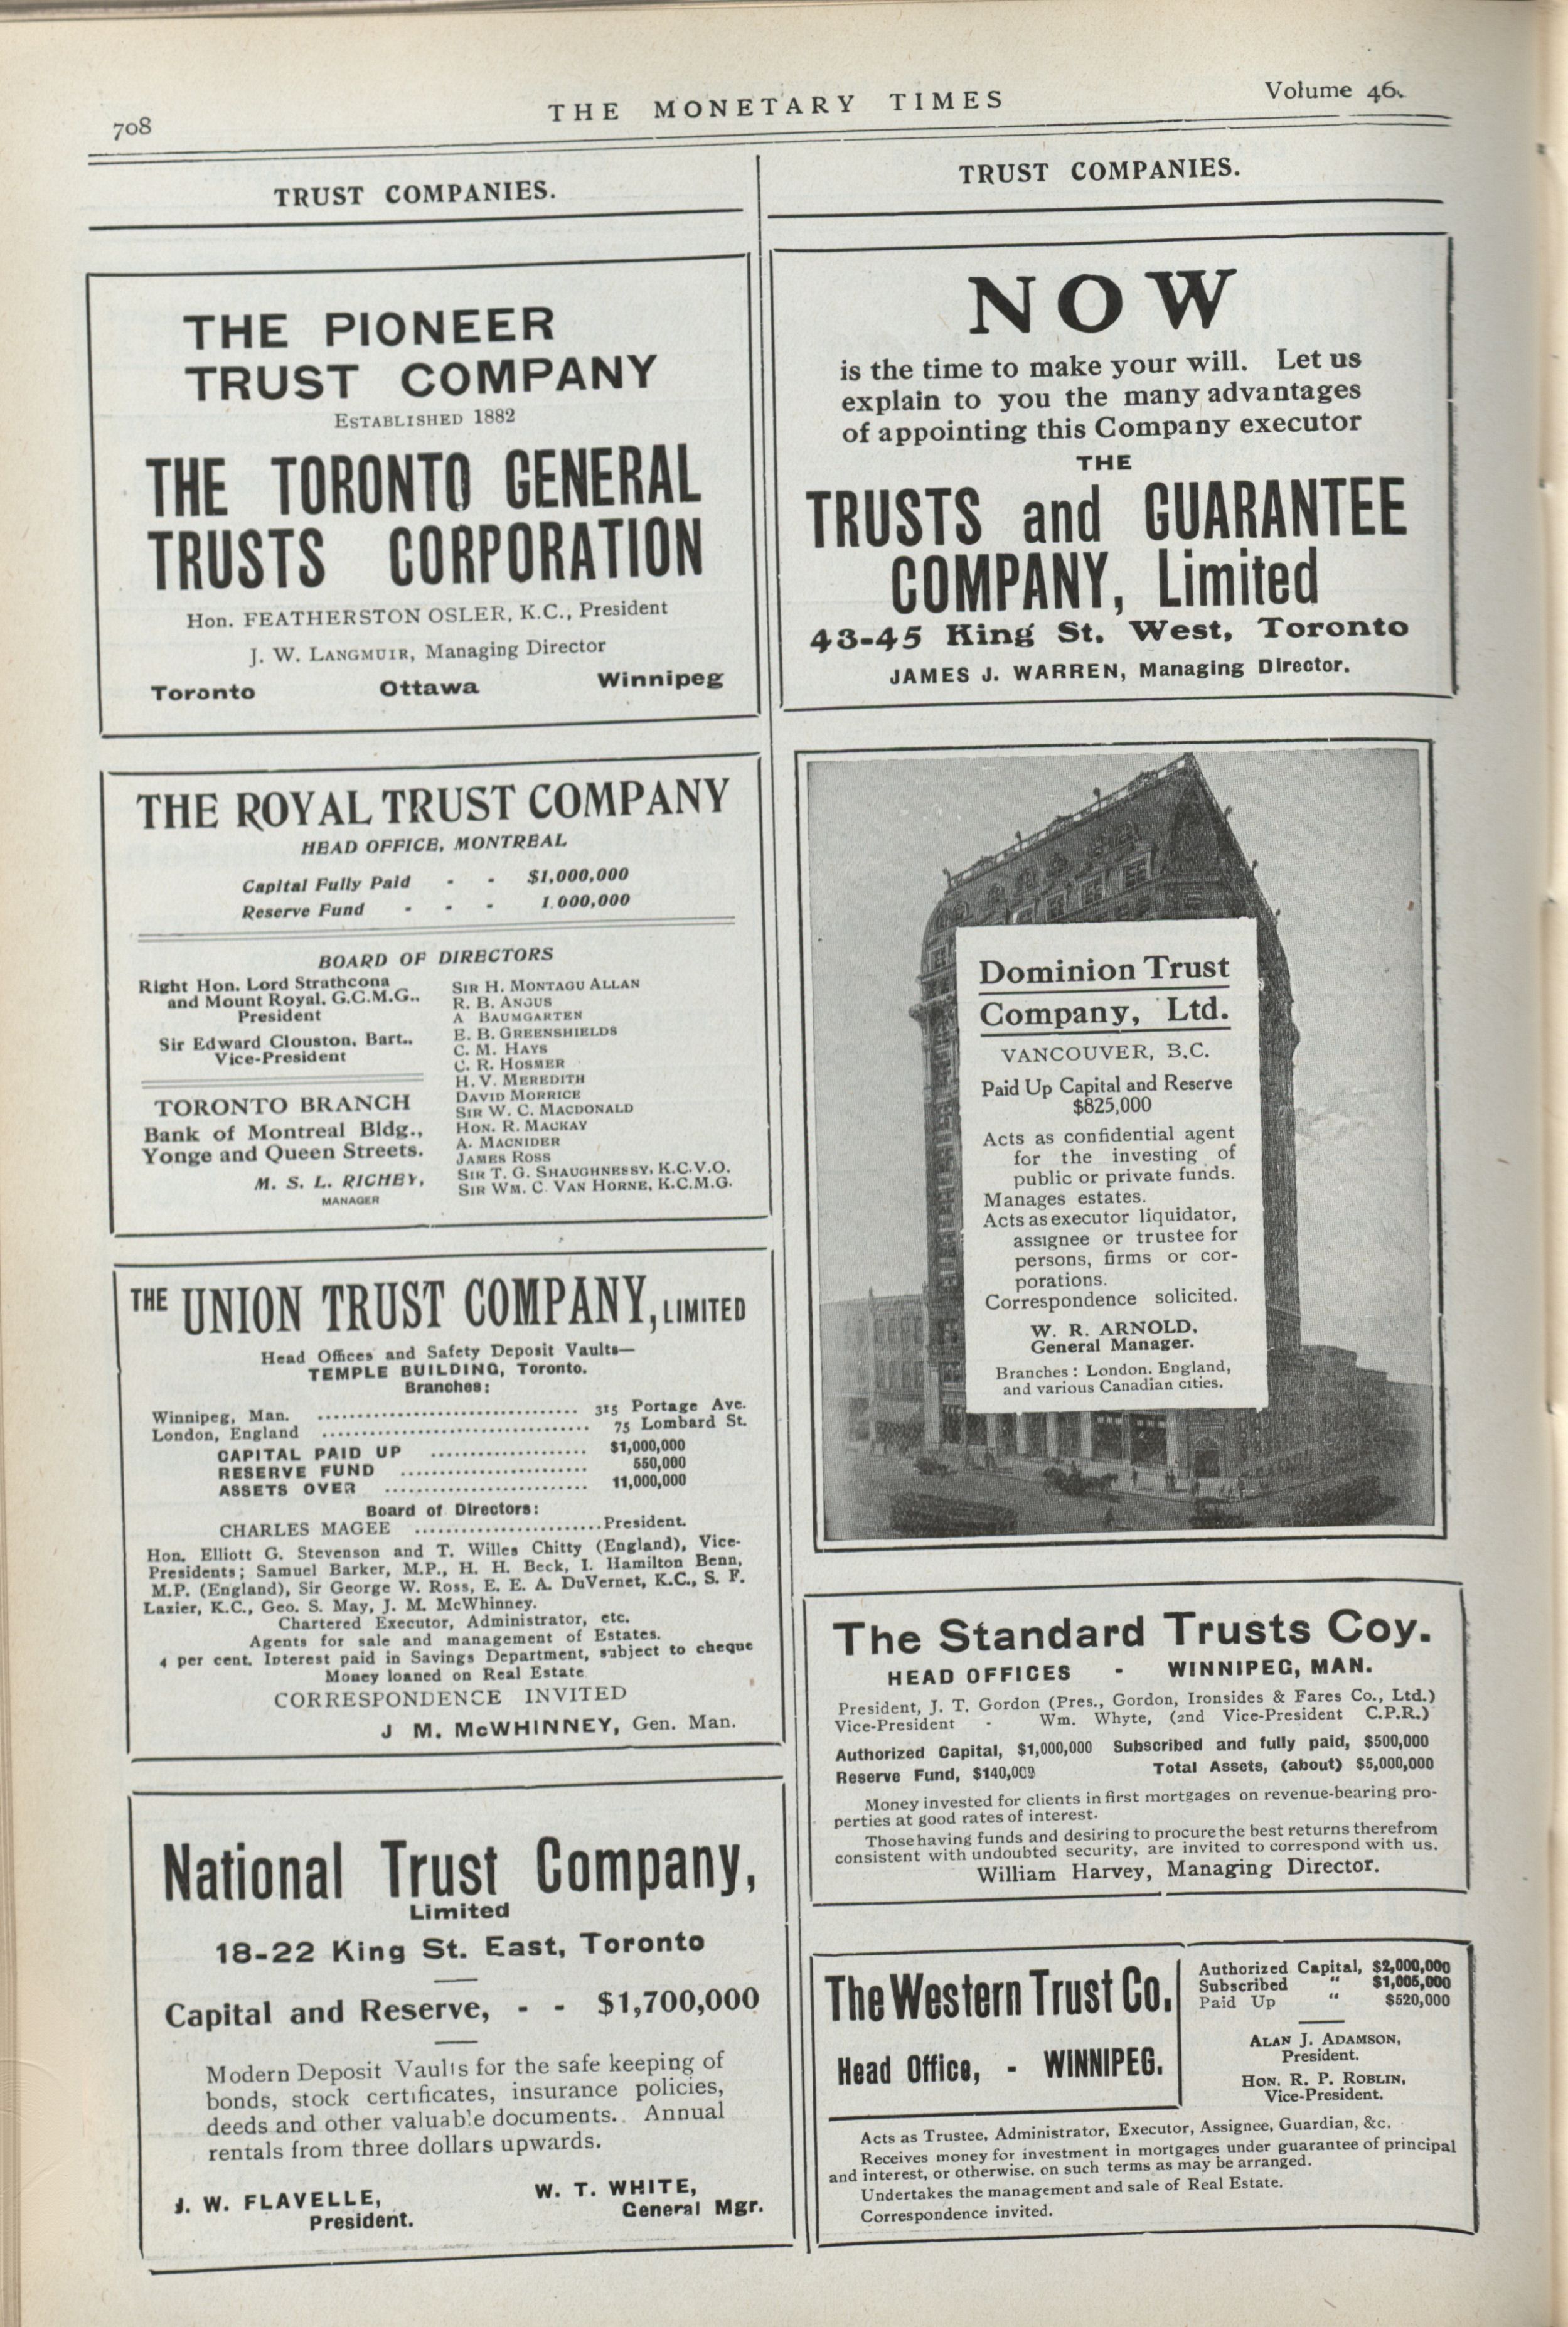 708
THE MONETARY TIMES
Volume 46.
TRUST COMPANIES.
THE PIONEER
TRUST COMPANY
ESTABLISHED 1882
THE TORONTO GENERAL
TRUSTS CORPORATION
Hon. FEATHERSTON OSLER, K.C., President
J. W. LANGMUIR, Managing Director
Toronto Ottawa Winnipeg
THE ROYAL TRUST COMPANY
HEAD OFFICE, MONTREAL
Capital Fully Paid - - $1,000,000
Reserve Fund - - - 1.000,000
BOARD OF DIRECTORS
Right Hon. Lord Strathcona
and Mount Royal. G.C.M.G.,
President
Sir Edward Clouston, Bart.,
Vice-President
TORONTO BRANCH
Bank of Montreal Bldg.,
Yonge and Queen Streets.
M. S. L. RICHEY,
MANAGER
SIR H. MONTAGU ALLAN
R. B. ANGUS
A BAUMGARTEN
E. B. GREENSHIELDS
C. M. HAYS
C. R. HOSMER
H. V. MEREDITH
DAVID MORRICE
SIR W. C. MACDONALD
HON. R. MACKAY
A. MACNIDER
JAMES ROSS
SIR T. G. SHAUGHNESSY, K.C.V.O.
SIR WM. C. VAN HORNE, K.C.M.G.
THE UNION TRUST COMPANY, LIMITED
Head Offices and Safety Deposit Vaults—
TEMPLE BUILDING, Toronto.
Branches:
Winnipeg, Man. .................................. 315 Portage Ave.
London, England .................................. 75 Lombard St.
CAPITAL PAID UP .................... $1,000,000
RESERVE FUND ........................ 550,000
ASSETS OVER .......................... 11,000,000
Board of Directors:
CHARLES MAGEE ........................President.
Hon. Elliott G. Stevenson and T. Willes Chitty (England), Vice-
Presidents; Samuel Barker, M.P., H. H. Beck, I. Hamilton Benn,
M.P. (England), Sir George W. Ross, E. E. A. DuVernet, K.C., S. F.
Lazier, K.C., Geo. S. May, J. M. McWhinney.
Chartered Executor, Administrator, etc.
Agents for sale and management of Estates.
4 per cent. Interest paid in Savings Department, subject to cheque
Money loaned on Real Estate
CORRESPONDENCE INVITED
J M. McWHINNEY, Gen. Man.
National Trust Company,
Limited
18-22 King St. East, Toronto
Capital and Reserve, - - $1,700,000
Modern Deposit Vaults for the safe keeping of
bonds, stock certificates, insurance policies,
deeds and other valuable documents. Annual
rentals from three dollars upwards.
J. W. FLAVELLE,
President.
W. T. WHITE,
General Mgr.
TRUST COMPANIES.
NOW
is the time to make your will. Let us
explain to you the many advantages
of appointing this Company executor
THE
TRUSTS and GUARANTEE
COMPANY, Limited
43-45 King St. West, Toronto
JAMES J. WARREN, Managing Director.
Dominion Trust
Company, Ltd.
VANCOUVER, B.C.
Paid Up Capital and Reserve
$825,000
Acts as confidential agent
for the investing of
public or private funds.
Manages estates.
Acts as executor liquidator,
assignee or trustee for
persons, firms or cor-
porations.
Correspondence solicited.
W. R. ARNOLD,
General Manager.
Branches: London, England,
and various Canadian cities.
The Standard Trusts Coy.
HEAD OFFICES - WINNIPEG, MAN.
President, J. T. Gordon (Pres., Gordon, Ironsides & Fares Co., Ltd.)
Vice-President - Wm. Whyte, (2nd Vice-President C.P.R.)
Authorized Capital, $1,000,000 Subscribed and fully paid, $500,000
Reserve Fund, Total Assets, (about) $5,000,000
Money invested for clients in first mortgages on revenue-bearing pro-
perties at good rates of interest.
Those having funds and desiring to procure the best returns therefrom
consistent with undoubted security, are invited to correspond with us.
William Harvey, Managing Director.
The Western Trust Co.
Head Office, - WINNIPEG.
Authorized Capital, $2,000,000
Subscribed " $1,005,000
Paid Up " $520,000
ALAN J. ADAMSON,
President.
HON. R. P. ROBLIN,
Vice-President.
Acts as Trustee, Administrator, Executor, Assignee, Guardian, &c.
Receives money for investment in mortgages under guarantee of principal
and interest, or otherwise, on such terms as may be arranged.
Undertakes the management and sale of Real Estate.
Correspondence invited.